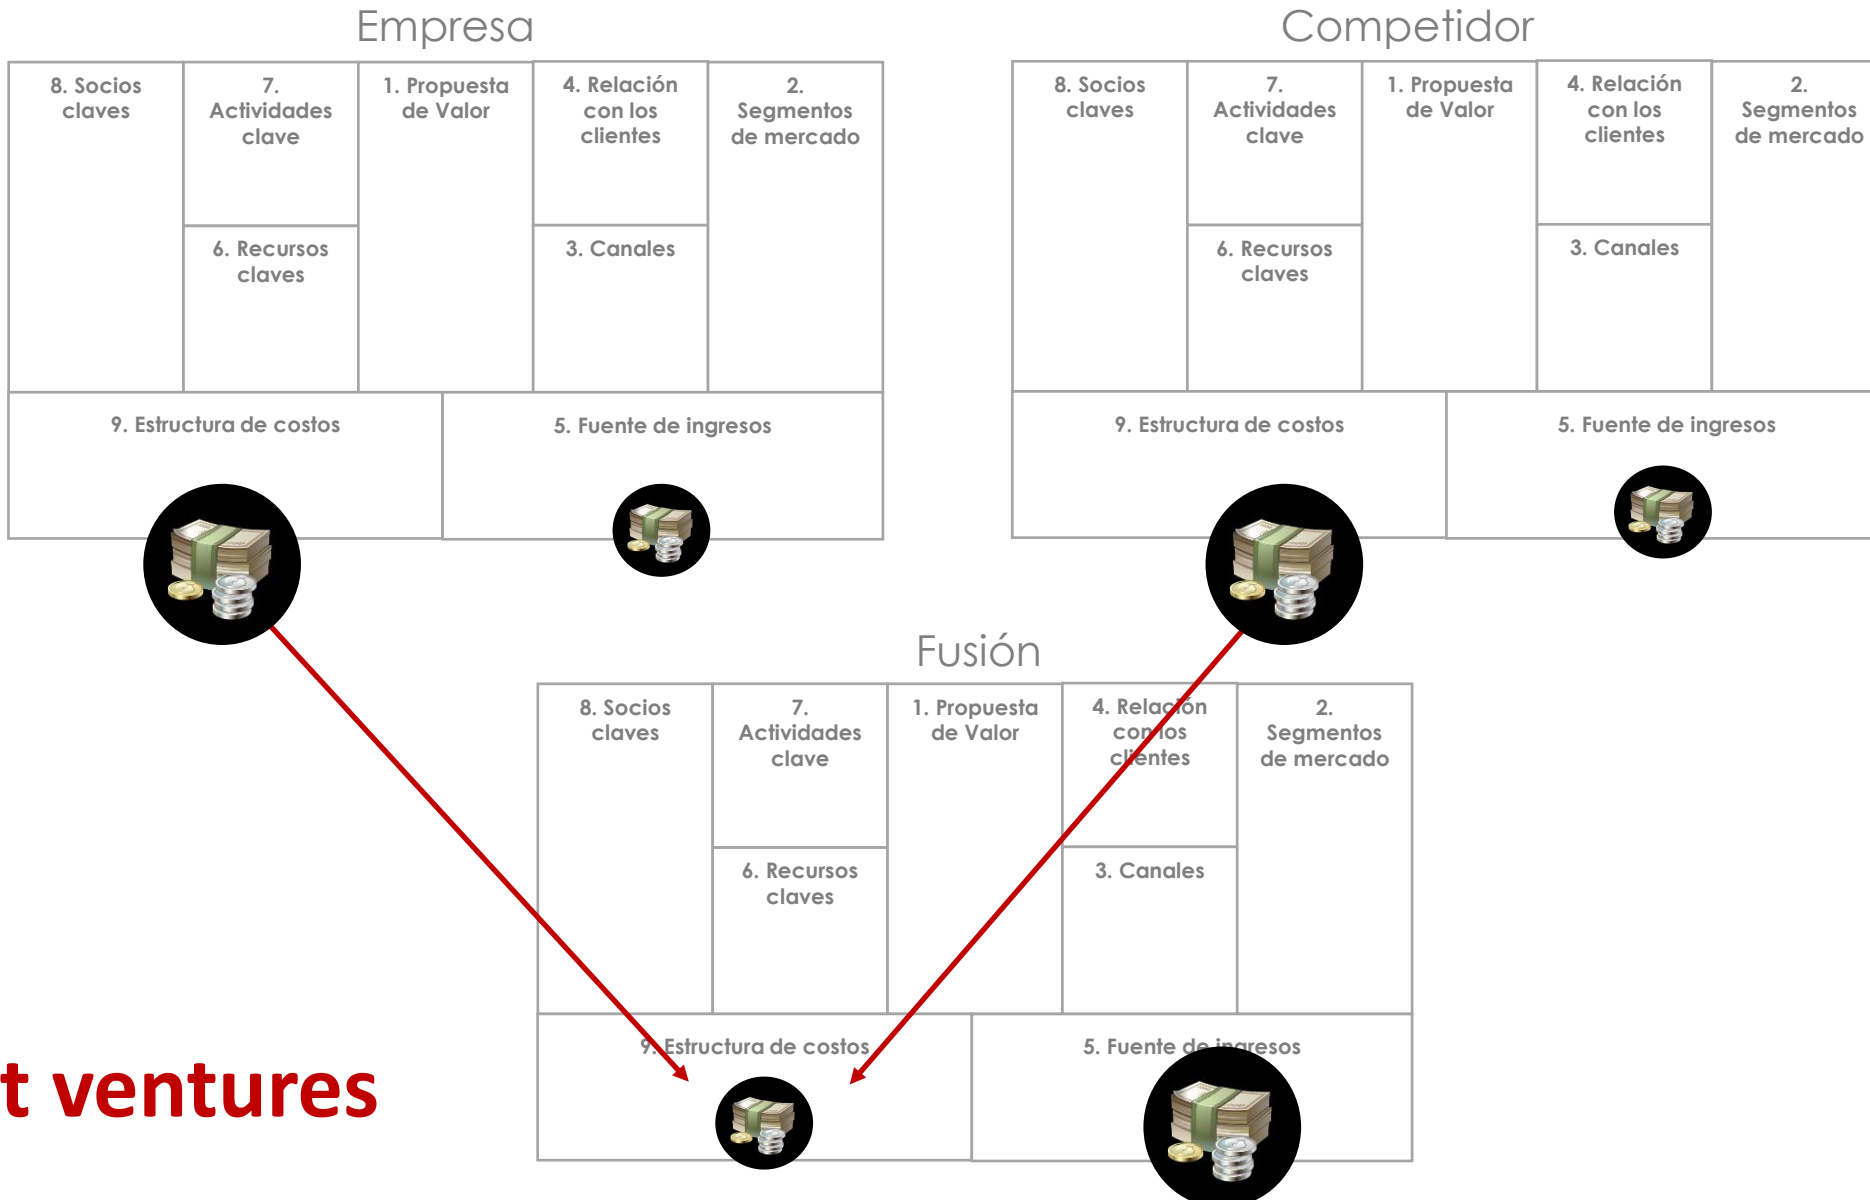 Empresa
8. Socios
claves
7.
Actividades
clave
1. Propuesta
de Valor
4. Relación
con los
clientes
2.
Segmentos
de mercado
6. Recursos
claves
3. Canales
9. Estructura de costos
5. Fuente de ingresos
Competidor
8. Socios
claves
7.
Actividades
clave
1. Propuesta
de Valor
4. Relación
con los
clientes
2.
Segmentos
de mercado
6. Recursos
claves
3. Canales
9. Estructura de costos
5. Fuente de ingresos
Fusión
8. Socios
claves
7.
Actividades
clave
1. Propuesta
de Valor
4. Relación
con los
clientes
2.
Segmentos
de mercado
6. Recursos
claves
3. Canales
9. Estructura de costos
5. Fuente de ingresos
t ventures